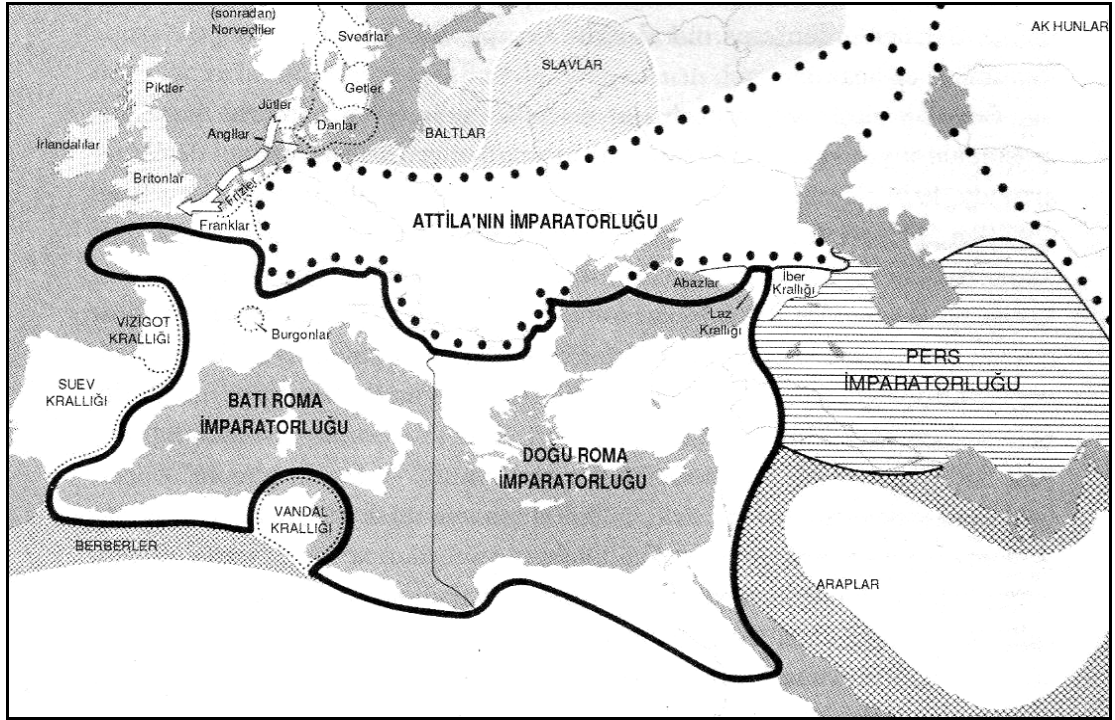 (sonradan)
Norveçliler
Svearlar
AK HUNLAR
SLAVLAR
Piktler
Getler
Jütler
Angllar
Danlar
BALTLAR
İrlandalılar
Britonlar
Frizler
Franklar
ATTİLA'NIN İMPARATORLUĞU
Abazlar
İber
Krallığı
Laz
Krallığı
VİZİGOT
KRALLIĞI
Burgonlar
PERS
İMPARATORLUĞU
SUEV
KRALLIĞI
BATI ROMA
İMPARATORLUĞU
DOĞU ROMA
İMPARATORLUĞU
VANDAL
KRALLIĞI
BERBERLER
ARAPLAR